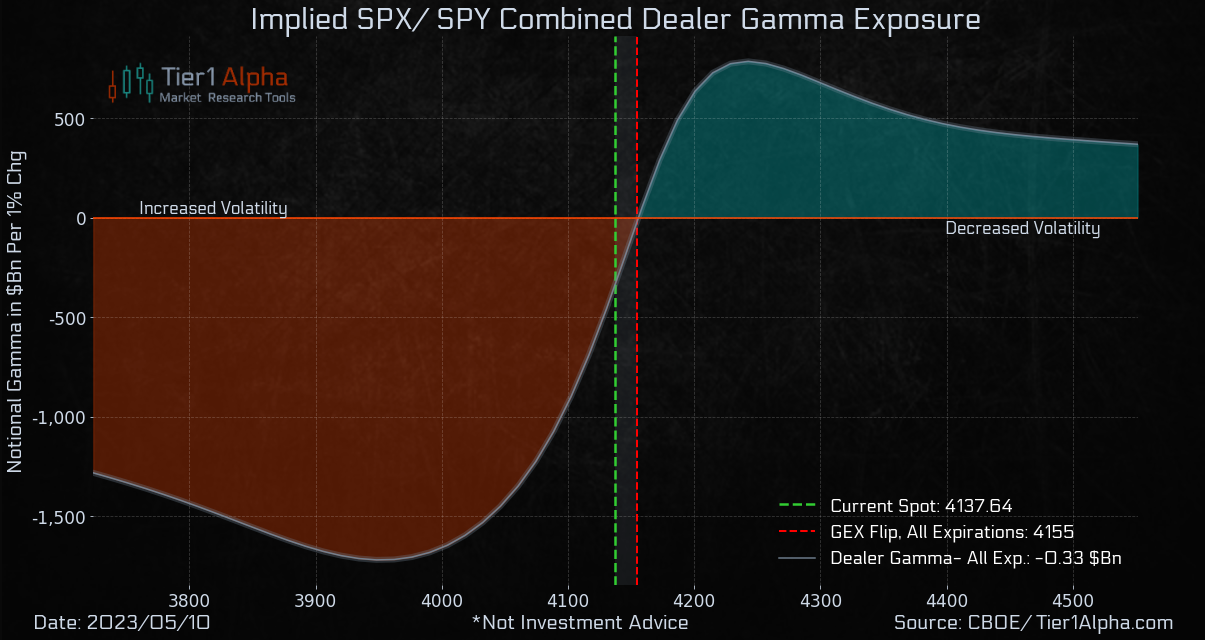 Implied SPX/ SPY Combined Dealer Gamma Exposure
Tier1 Alpha
Market Research Tools
Notional Gamma in $Bn Per 1% Chg
500
0
-500
-1,000
-1,500
Increased Volatility
Decreased Volatility
Current Spot: 4137.64
GEX Flip, All Expirations: 4155
Dealer Gamma- All Exp.: -0.33 $Bn
3800 3900 4000 4100 4200 4300 4400 4500
Date: 2023/05/10 *Not Investment Advice Source: CBOE/ Tier1Alpha.com